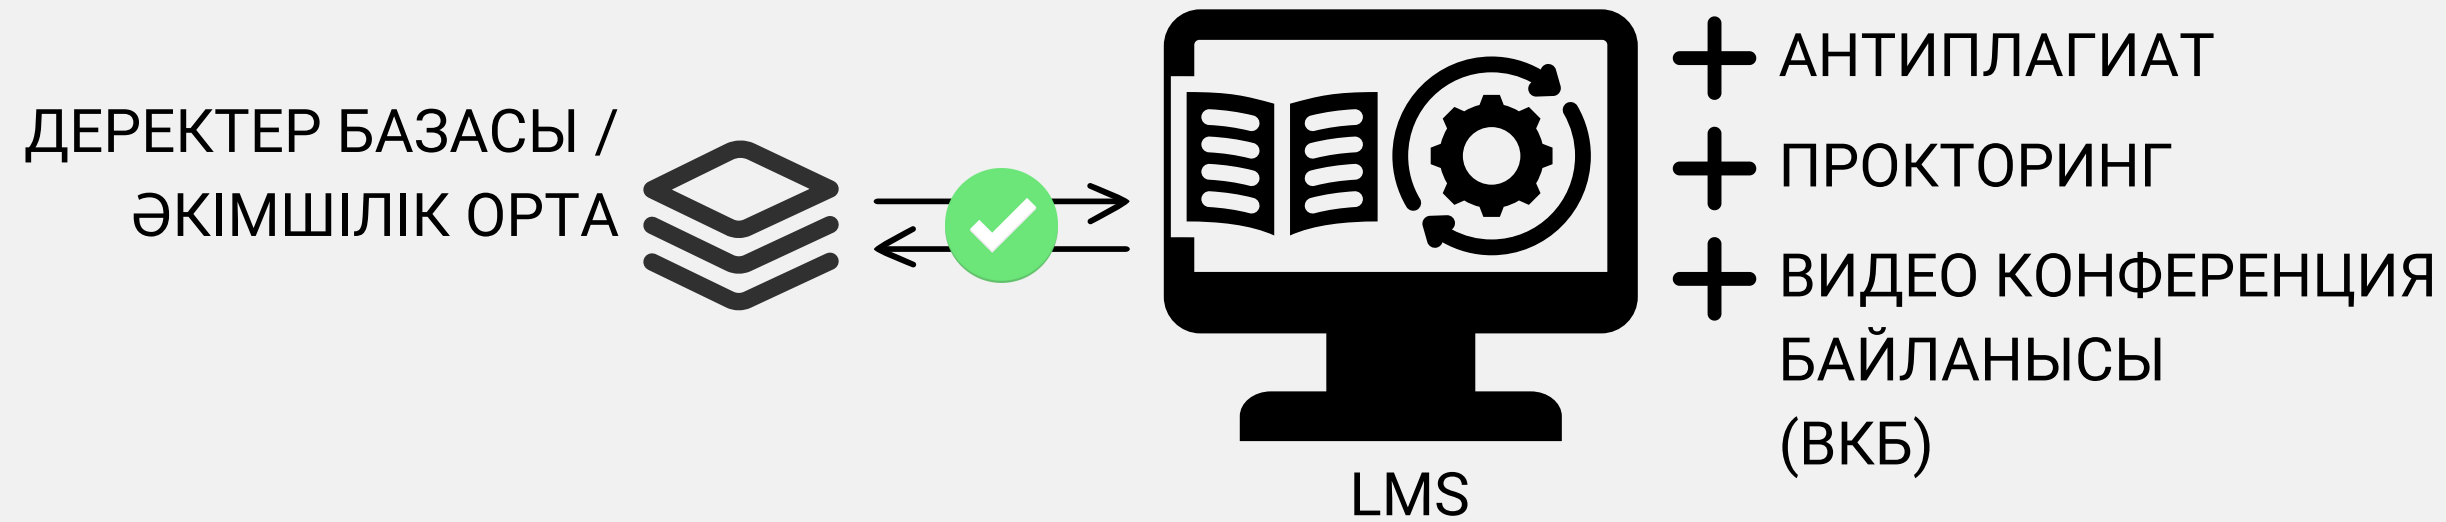 ДЕРЕКТЕР БАЗАСЫ /
ӘКІМШІЛІК ОРТА
LMS
АНТИПЛАГИАТ
ПРОКТОРИНГ
ВИДЕО КОНФЕРЕНЦИЯ
БАЙЛАНЫСЫ
(ВКБ)